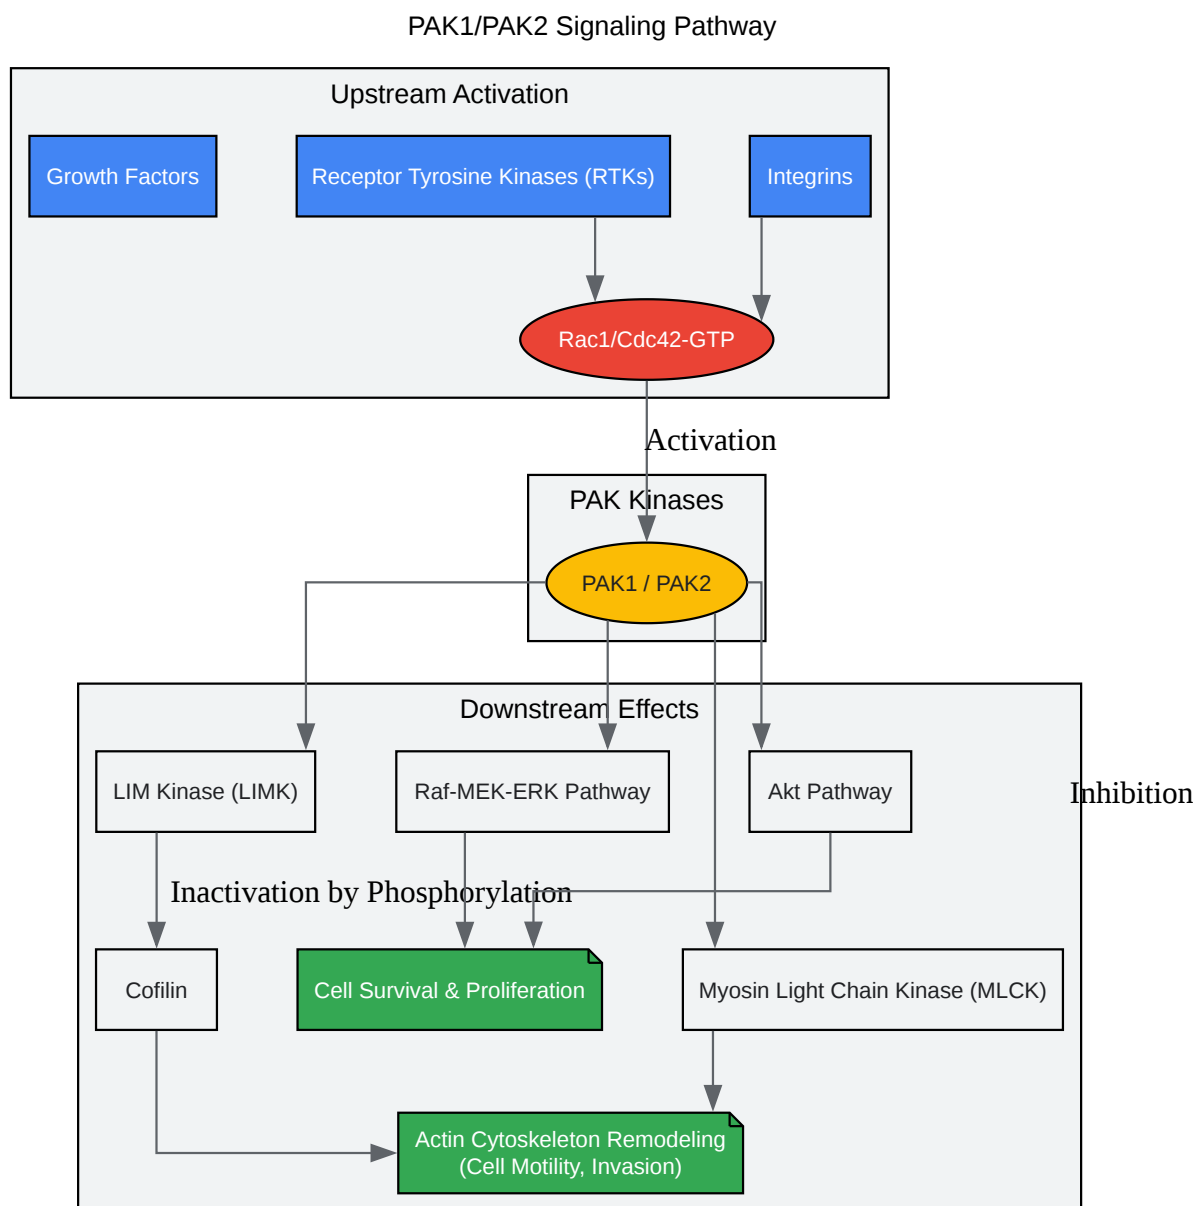 PAK1/PAK2 Signaling Pathway
Upstream Activation
Growth Factors
Receptor Tyrosine Kinases (RTKs)
Integrins
Rac1/Cdc42-GTP
Activation
PAK Kinases
PAK1 / PAK2
Downstream Effects
LIM Kinase (LIMK)
Raf-MEK-ERK Pathway
Akt Pathway
Inhibition
Inactivation by Phosphorylation
Cofilin
Cell Survival & Proliferation
Myosin Light Chain Kinase (MLCK)
Actin Cytoskeleton Remodeling
(Cell Motility, Invasion)